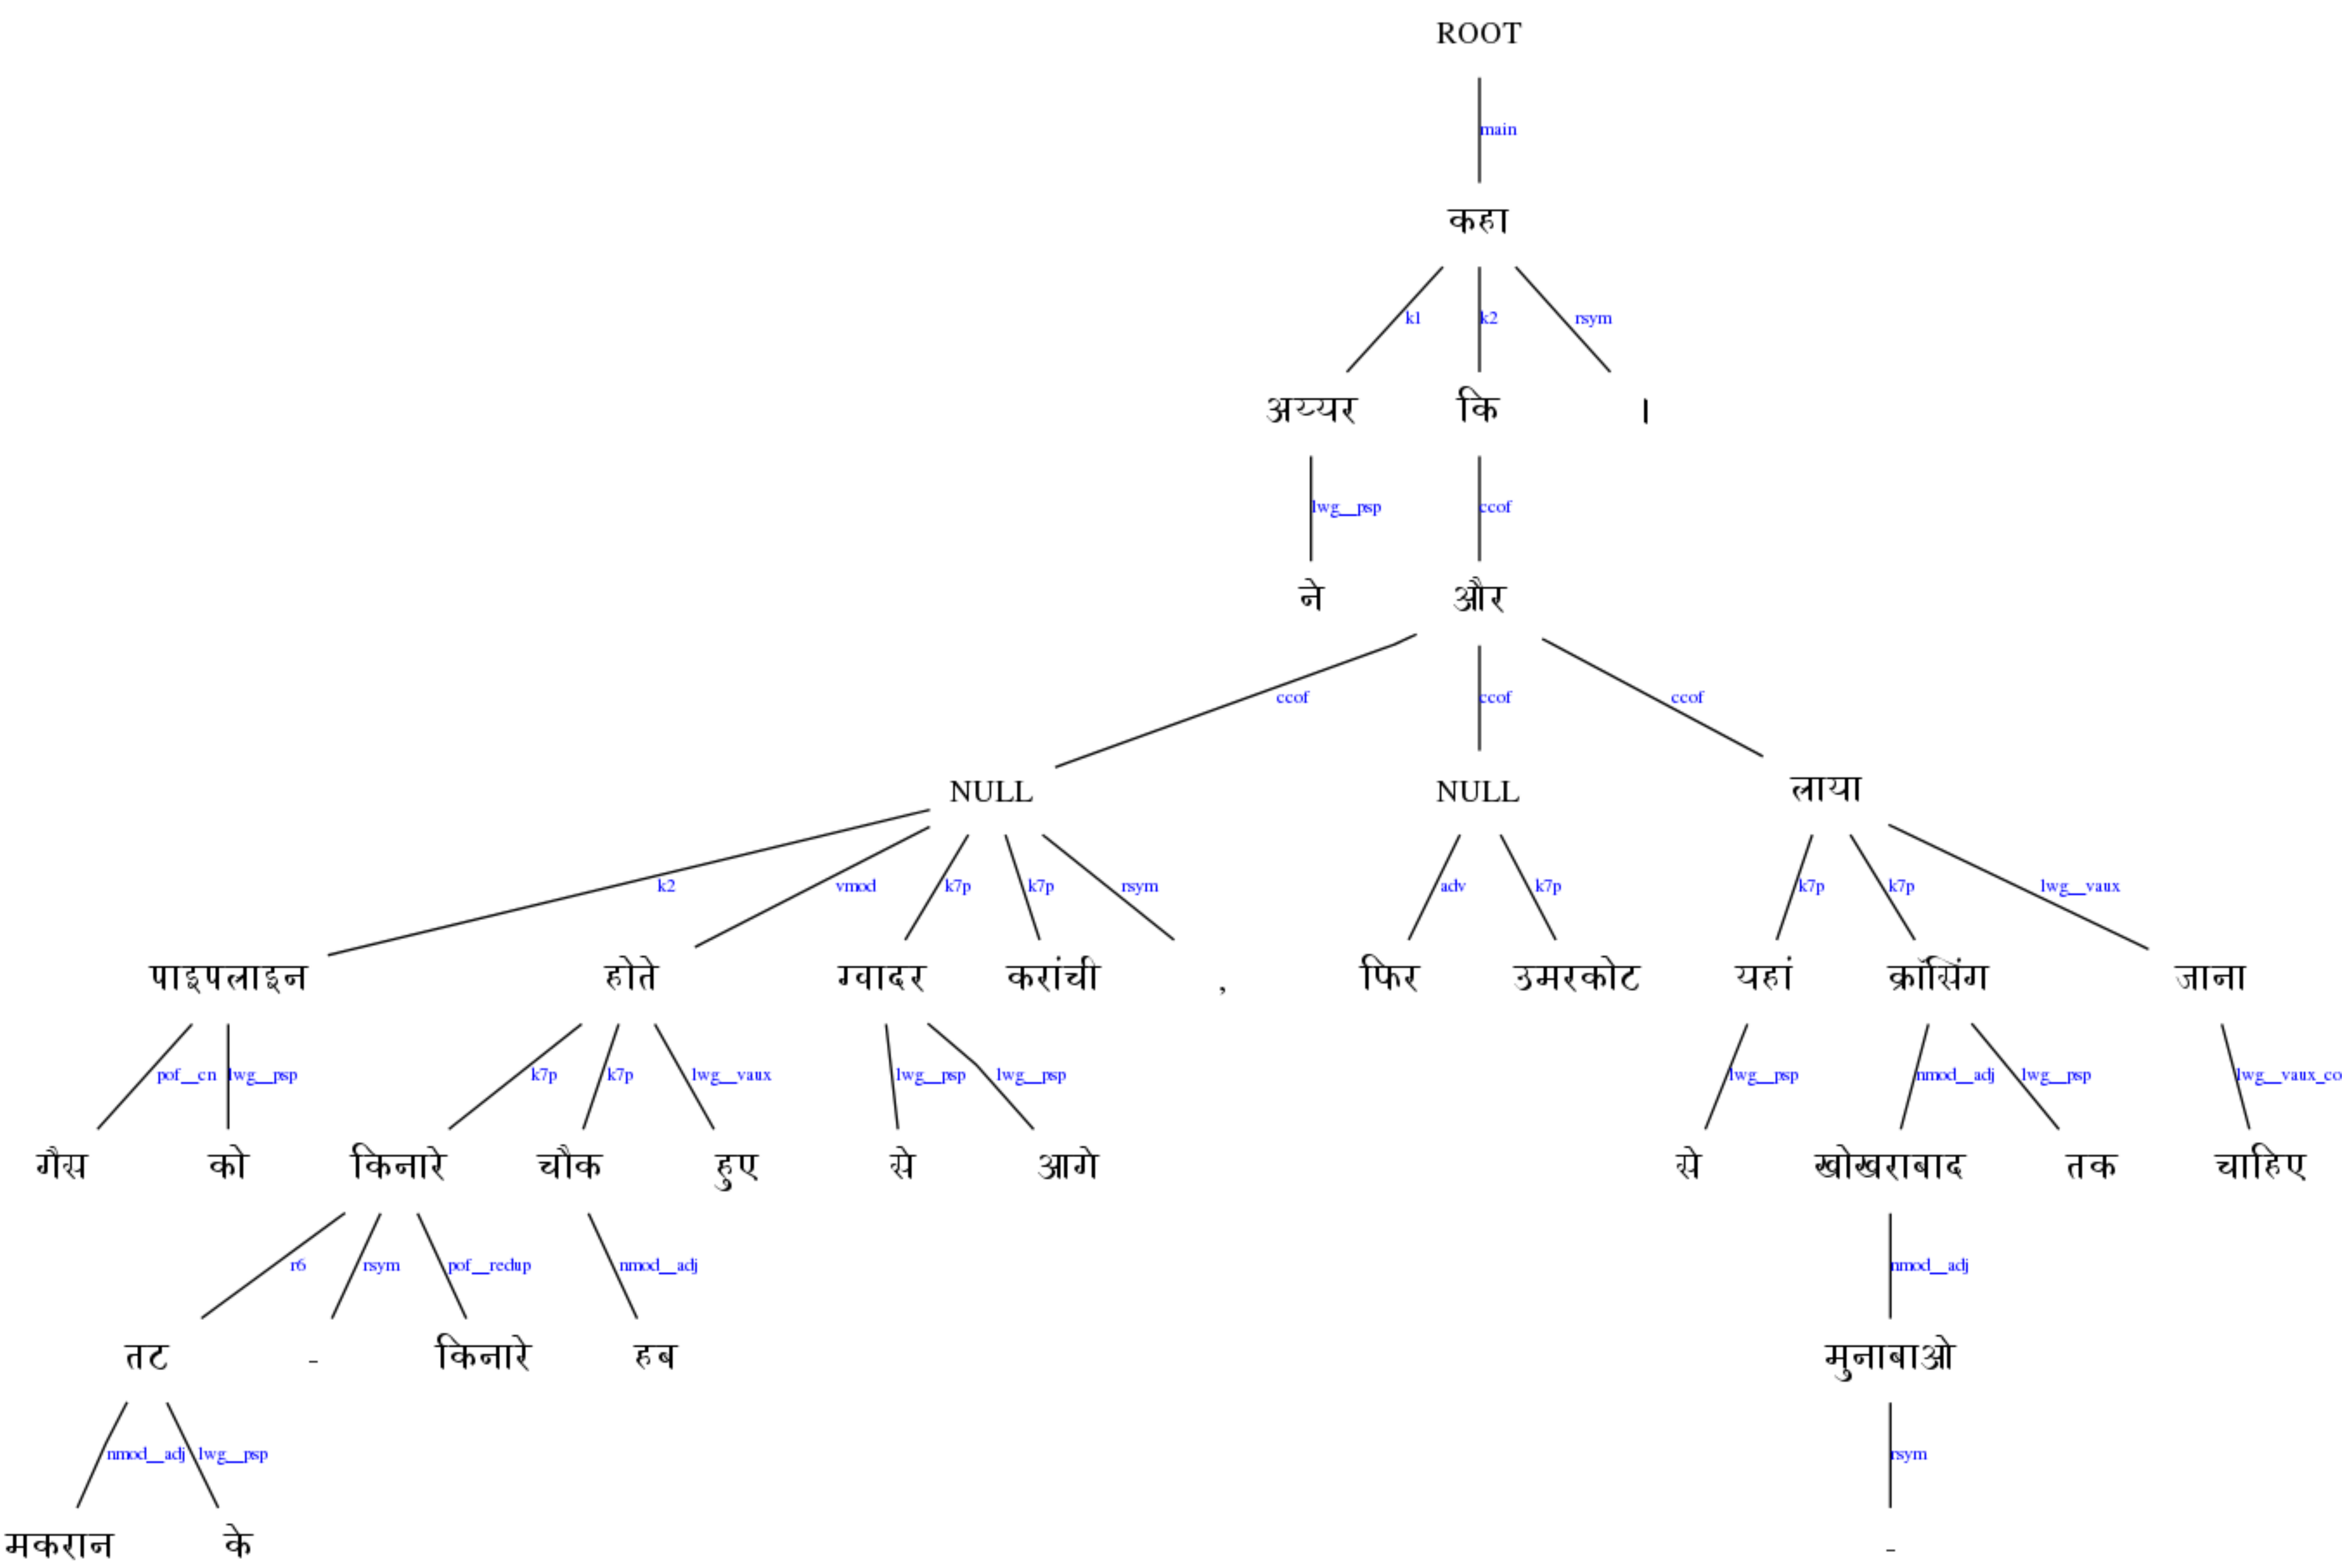 ROOT
main
कहा
k1 k2 rsym
अय्यर कि ।
lwg__psp ccof
ने और
ccof ccof ccof
NULL NULL लाया
k2 vmod k7p k7p rsym adv k7p k7p k7p lwg__vaux
पाइपलाइन होते ग्वादर करांची , फिर उमरकोट यहां क्रॉसिंग जाना
pof__cn lwg__psp k7p k7p lwg__vaux lwg__psp lwg__psp lwg__psp nmod__adj lwg__psp lwg__vaux_co
गैस को किनारे चौक हुए से आगे से खोखराबाद तक चाहिए
r6 rsym pof__redup nmod__adj nmod__adj
तट - किनारे हब मुनाबाओ
nmod__adj lwg__psp rsym
मकरान के -